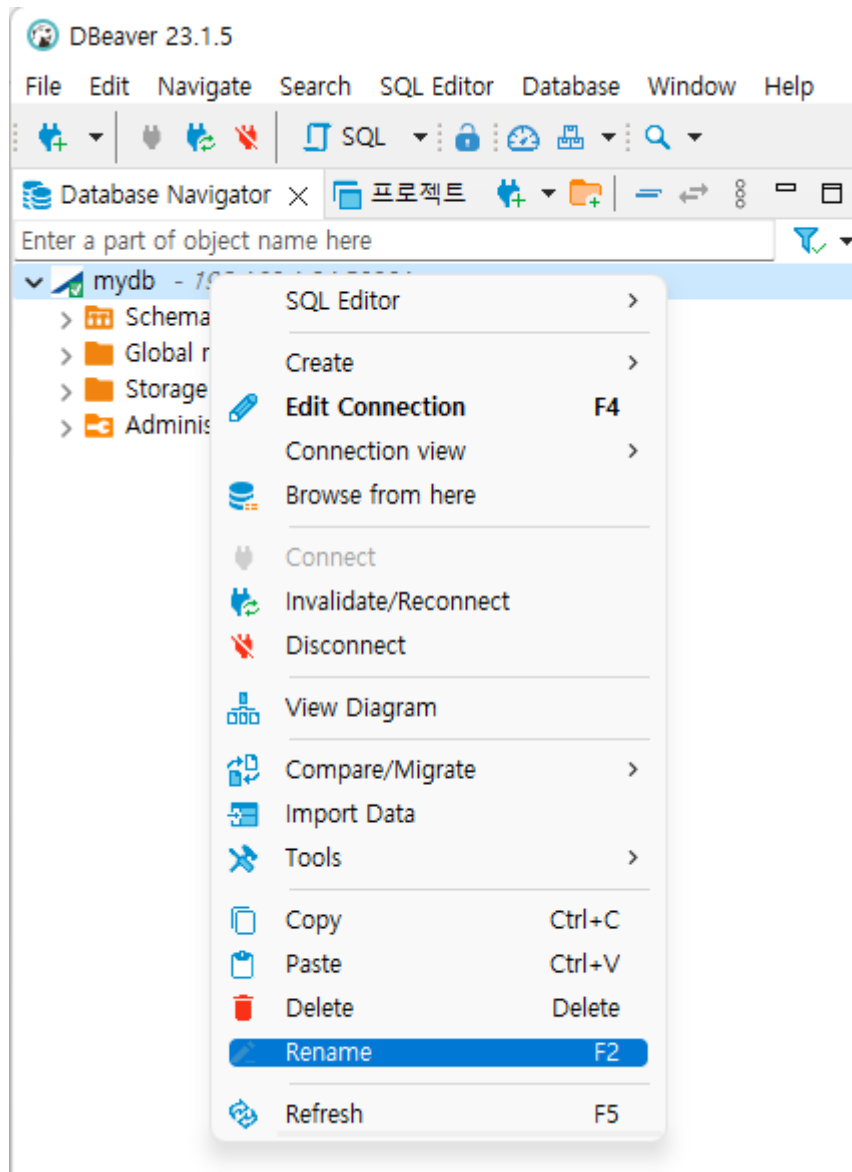 DBeaver 23.1.5
File Edit Navigate Search SQL Editor Database Window Help
SQL
Database Navigator 프로젝트
Enter a part of object name here
mydb -
Schema
Global
Storage
SQL Editor
Create
Edit Connection F4
Connection view
Browse from here
Connect
Invalidate/Reconnect
Disconnect
View Diagram
Compare/Migrate
Import Data
Tools
Copy Ctrl+C
Paste Ctrl+V
Delete Delete
Rename F2
Refresh F5